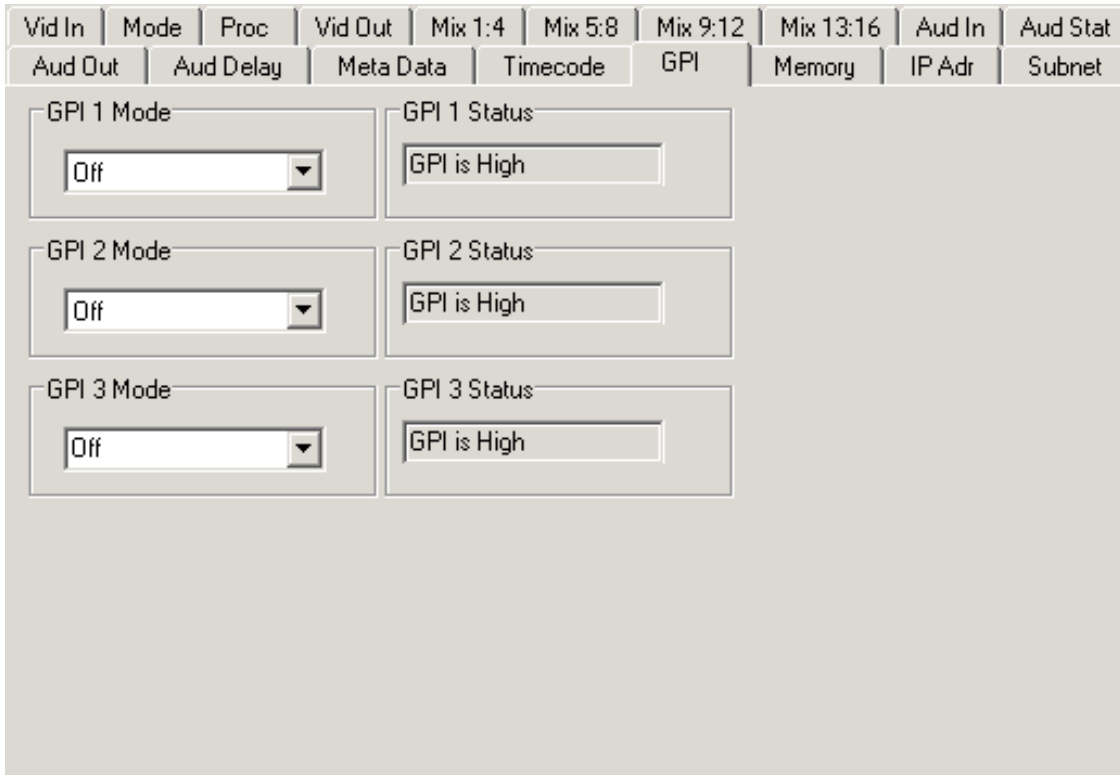 Vid In Mode Proc Vid Out Mix 1:4 Mix 5:8 Mix 9:12 Mix 13:16 Aud In Aud Stat
Aud Out Aud Delay Meta Data Timecode GPI Memory IP Adr Subnet
GPI 1 Mode GPI 1 Status
Off GPI is High
GPI 2 Mode GPI 2 Status
Off GPI is High
GPI 3 Mode GPI 3 Status
Off GPI is High